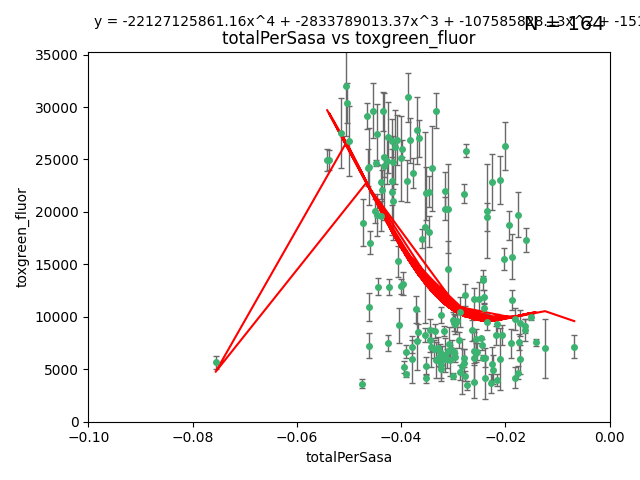 y = -22127125861.16x^4 + -2833789013.37x^3 + -107585828.13x^2 + -151
N = 164
totalPerSasa vs toxgreen_fluor
35000
30000
25000
20000
15000
10000
5000
0
toxgreen_fluor
−0.10 −0.08 −0.06 −0.04 −0.02 0.00
totalPerSasa